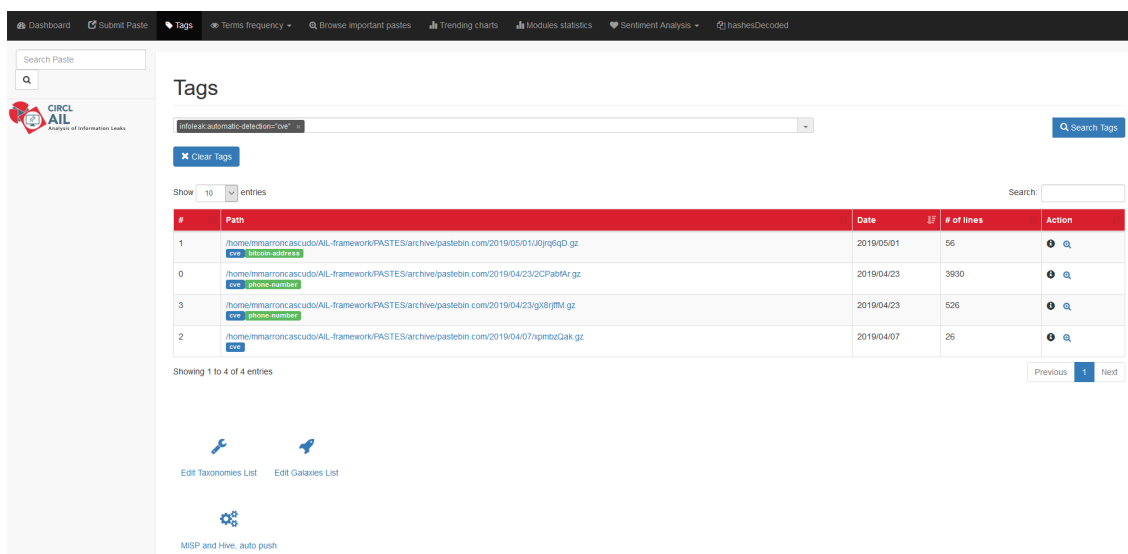 Dashboard Submit Paste Tags Terms frequency Browse important pastes Trending charts Modules statistics Sentiment Analysis hashesDecoded
Search Paste
CIRCL
AIL
Analysis of Information Leaks
Tags
infoleak:automatic-detection="cve" ×
Search Tags
Clear Tags
Show 10 entries Search:
# Path Date # of lines Action
1 /home/mmarroncascudo/AIL-framework/PASTES/archive/pastebin.com/2019/05/01/J0jrq6qD.gz 2019/05/01 56
cve bitcoin-address
0 /home/mmarroncascudo/AIL-framework/PASTES/archive/pastebin.com/2019/04/23/2CPabfAr.gz 2019/04/23 3930
cve phone-number
3 /home/mmarroncascudo/AIL-framework/PASTES/archive/pastebin.com/2019/04/23/gX8rjffM.gz 2019/04/23 526
cve phone-number
2 /home/mmarroncascudo/AIL-framework/PASTES/archive/pastebin.com/2019/04/07/xpmbzQak.gz 2019/04/07 26
cve
Showing 1 to 4 of 4 entries Previous 1 Next
Edit Taxonomies List Edit Galaxies List
MISP and Hive, auto push